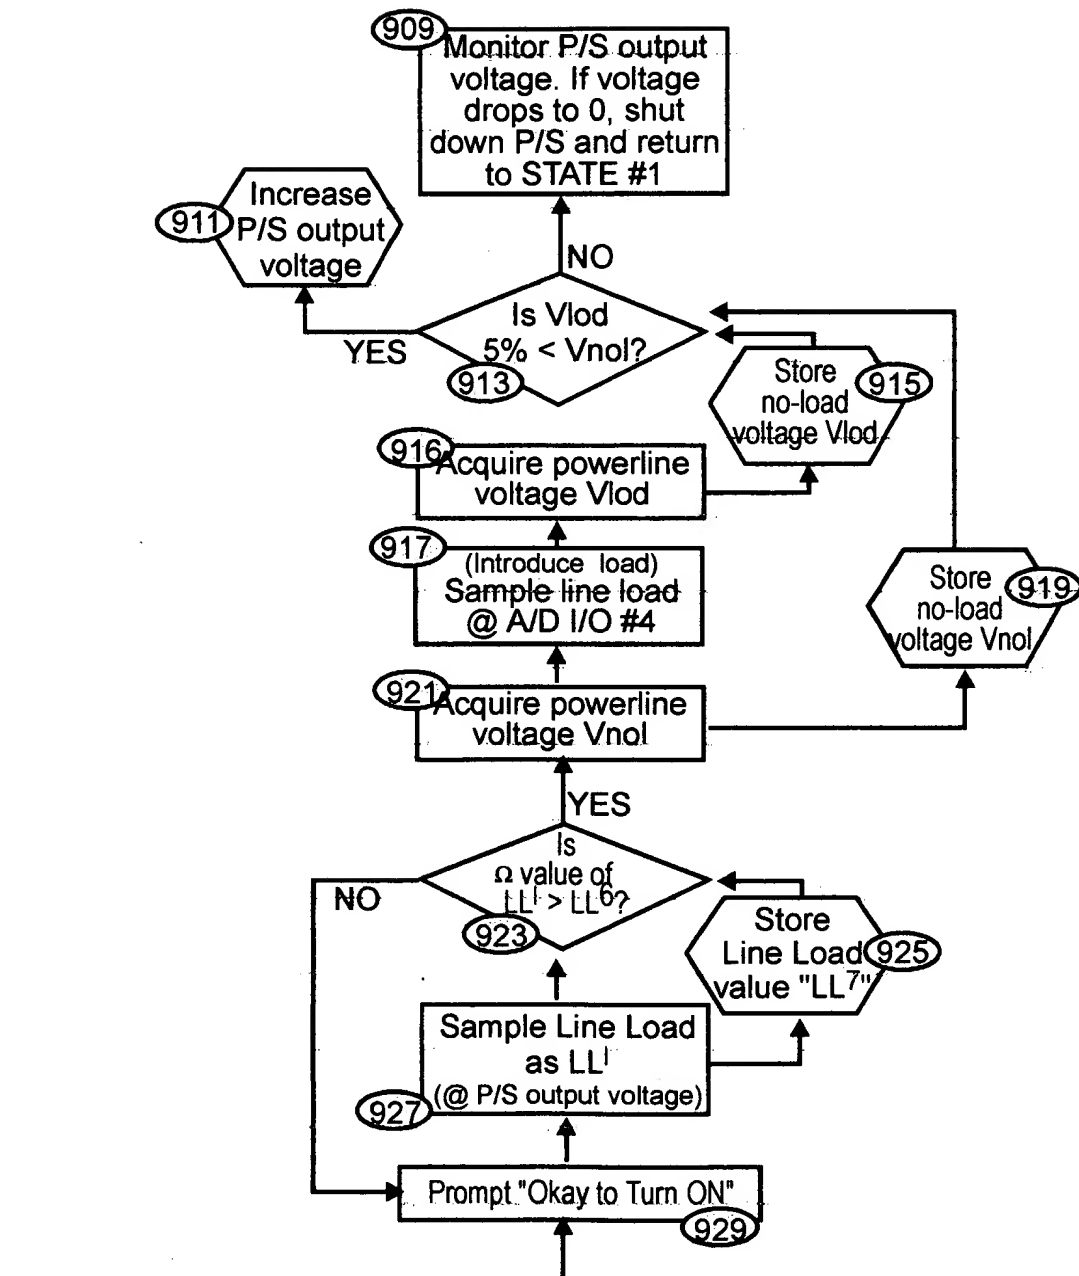 909
Monitor P/S output
voltage. If voltage
drops to 0, shut
down P/S and return
to STATE #1
911
Increase
P/S output
voltage
NO
YES
Is Vlod
5% < Vnol?
913
Store
no-load
voltage Vlod
915
916
Acquire powerline
voltage Vlod
917
(Introduce load)
Sample line load
@ A/D I/O #4
Store
no-load
voltage Vnol
919
921
Acquire powerline
voltage Vnol
YES
NO
Is
Ω value of
LL^l > LL^6?
923
Store
Line Load
value "LL^7"
925
Sample Line Load
as LL^l
(@ P/S output voltage)
927
Prompt "Okay to Turn ON"
929